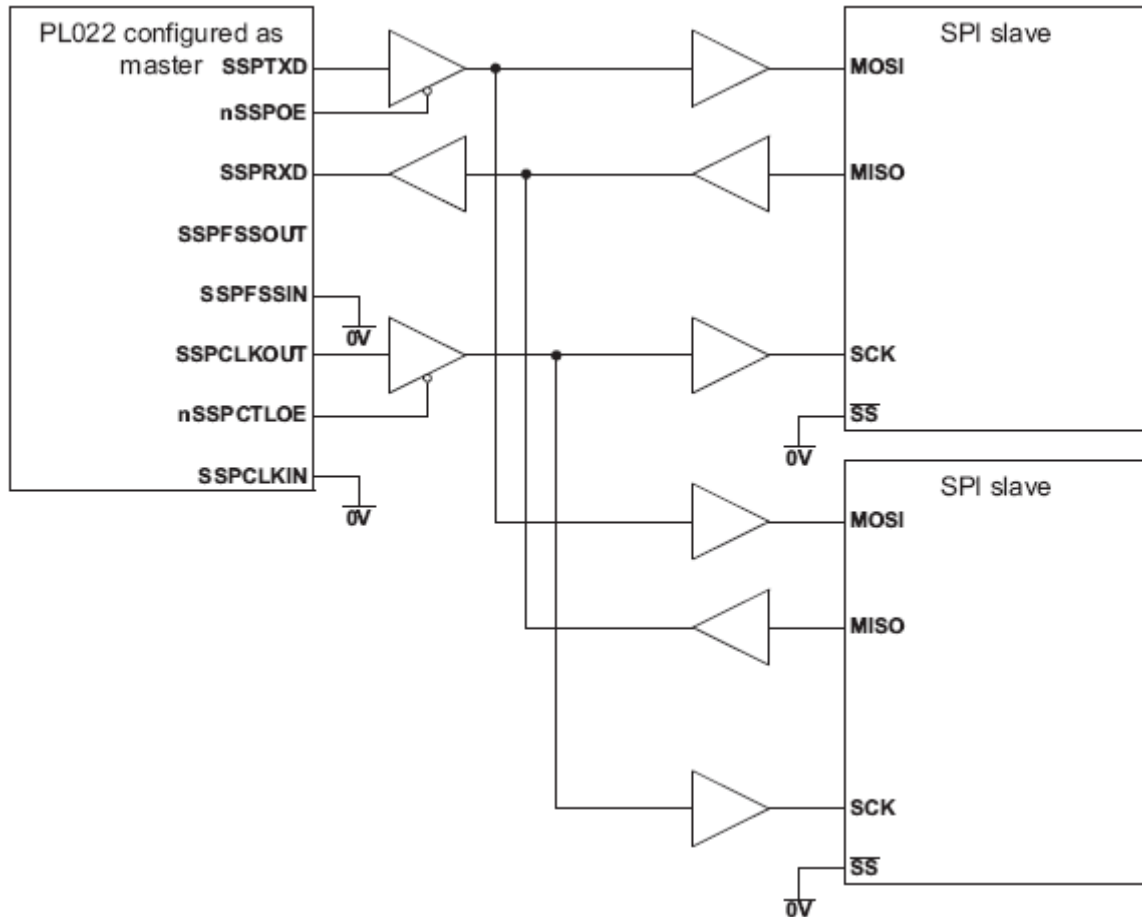 PL022 configured as
master
SSPTXD
nSSPOE
SSPRXD
SSPFSSOUT
SSPFSSIN
0V
SSPCLKOUT
nSSPCTLOE
SSPCLKIN
0V
SPI slave
MOSI
MISO
SCK
SS
0V
SPI slave
MOSI
MISO
SCK
SS
0V